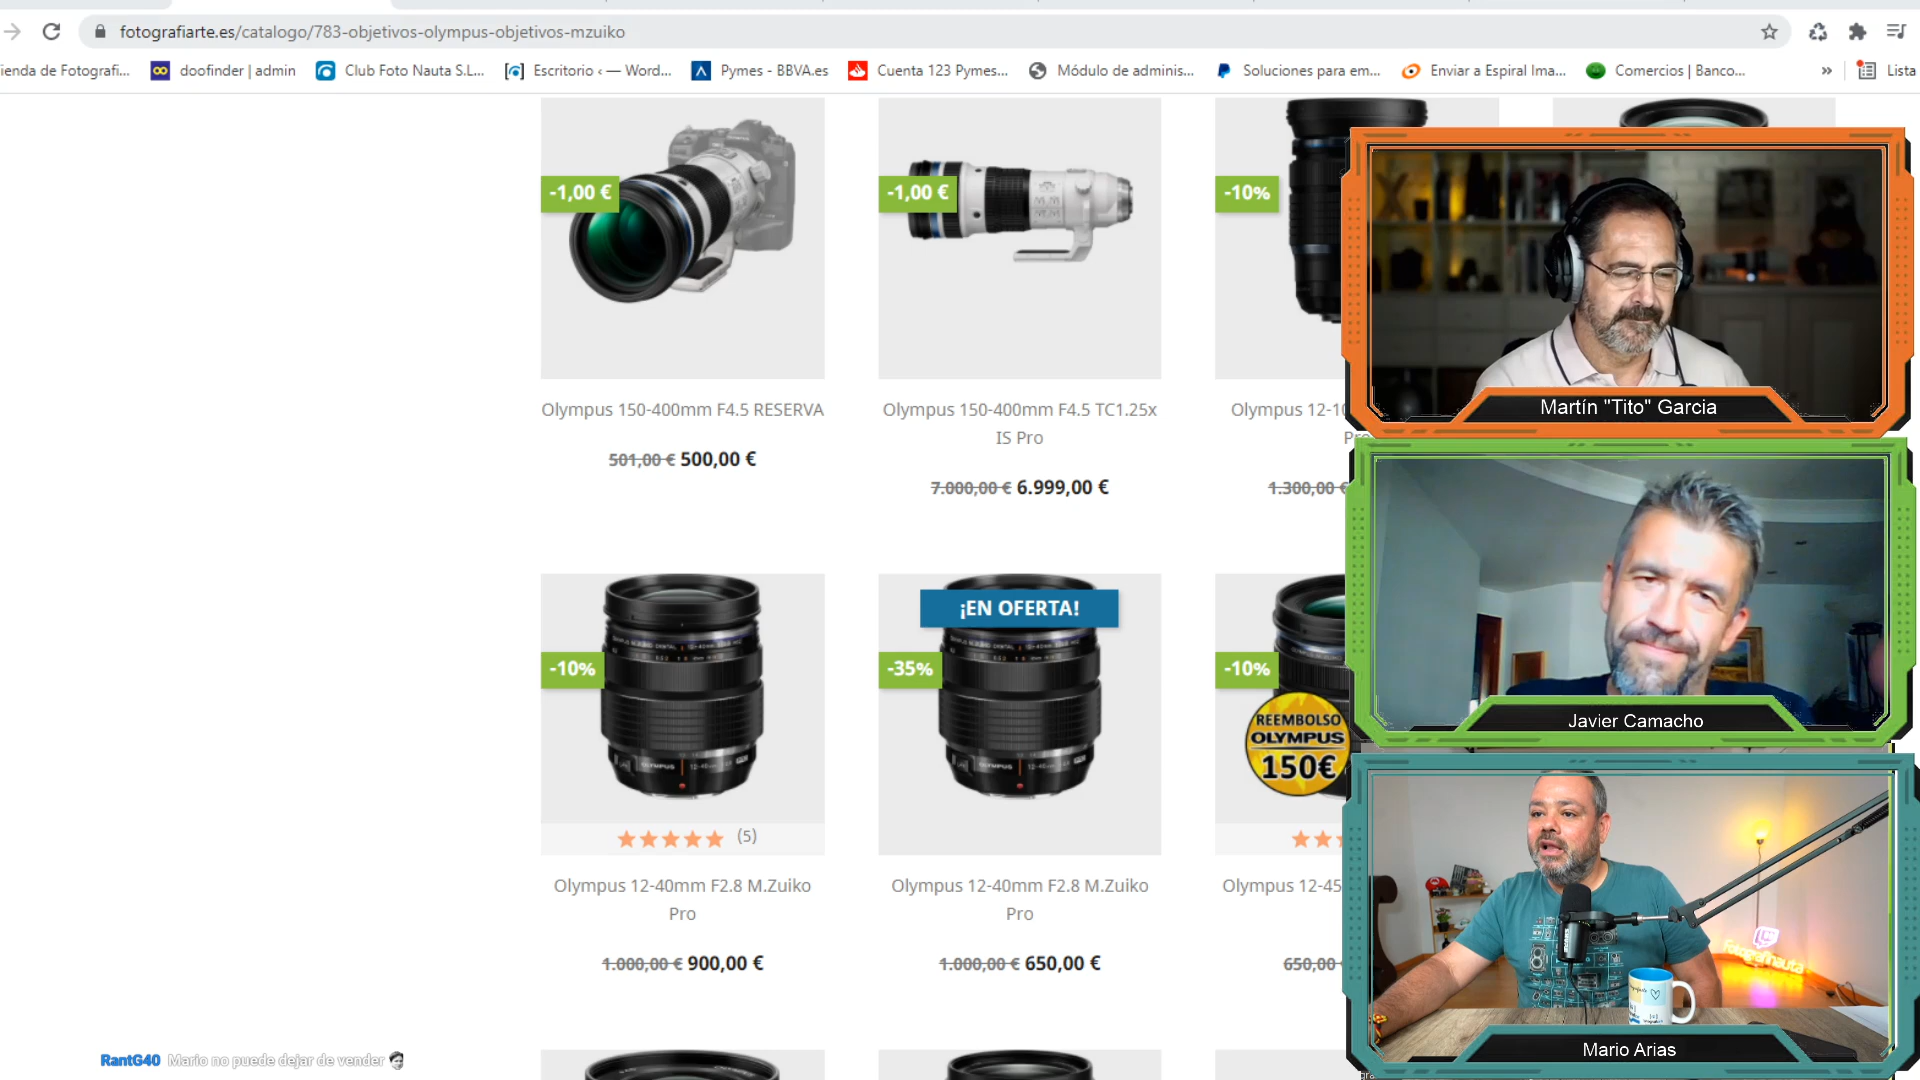 fotografiarte.es/catalogo/783-objetivos-olympus-objetivos-mzuiko
ienda de Fotografi...
doofinder | admin
Club Foto Nauta S.L...
Escritorio ‹ — Word...
Pymes - BBVA.es
Cuenta 123 Pymes...
Módulo de adminis...
Soluciones para em...
Enviar a Espiral Ima...
Comercios | Banco...
»
Lista
-1,00 €
-1,00 €
-10%
Olympus 150-400mm F4.5 RESERVA
501,00 € 500,00 €
Olympus 150-400mm F4.5 TC1.25x
IS Pro
7.000,00 € 6.999,00 €
Olympus 12-10
Pro
1.300,00 €
-10%
¡EN OFERTA!
-35%
-10%
REEMBOLSO
OLYMPUS
150€
(5)
Olympus 12-40mm F2.8 M.Zuiko
Pro
1.000,00 € 900,00 €
Olympus 12-40mm F2.8 M.Zuiko
Pro
1.000,00 € 650,00 €
Olympus 12-45
650,00
Martín "Tito" Garcia
Javier Camacho
fotografinauta
Mario Arias
RantG40 Mario no puede dejar de vender